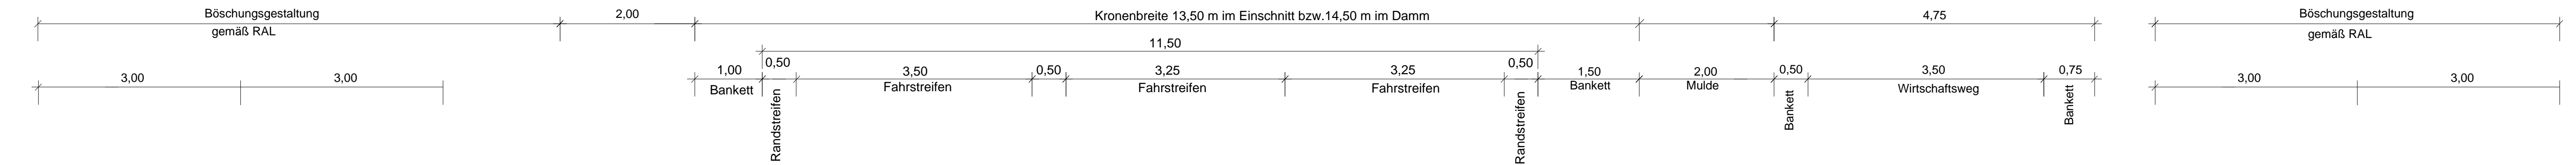 Böschungsgestaltung
gemäß RAL
2,00
Kronenbreite 13,50 m im Einschnitt bzw.14,50 m im Damm
4,75
Böschungsgestaltung
gemäß RAL
11,50
3,00
3,00
1,00
Bankett
0,50
Randstreifen
3,50
Fahrstreifen
0,50
3,25
Fahrstreifen
3,25
Fahrstreifen
0,50
Randstreifen
1,50
Bankett
2,00
Mulde
0,50
Bankett
3,50
Wirtschaftsweg
0,75
Bankett
3,00
3,00